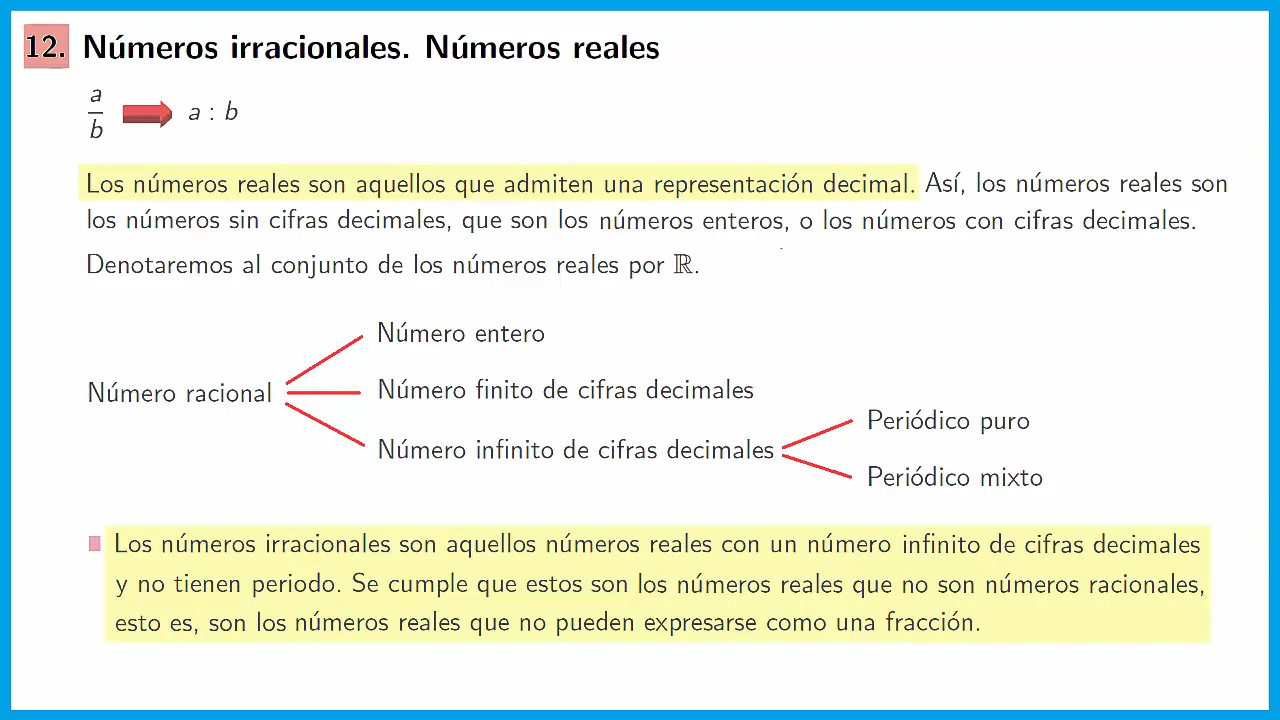 12. Números irracionales. Números reales
a/b a : b
Los números reales son aquellos que admiten una representación decimal. Así, los números reales son
los números sin cifras decimales, que son los números enteros, o los números con cifras decimales.
Denotaremos al conjunto de los números reales por ℝ.
Número entero
Número racional
Número finito de cifras decimales
Número infinito de cifras decimales
Periódico puro
Periódico mixto
Los números irracionales son aquellos números reales con un número infinito de cifras decimales
y no tienen periodo. Se cumple que estos son los números reales que no son números racionales,
esto es, son los números reales que no pueden expresarse como una fracción.